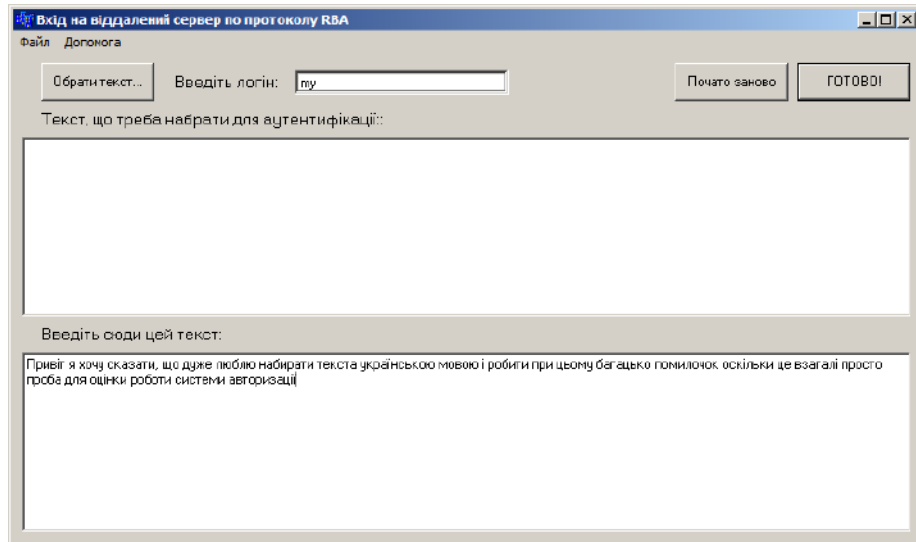 Вхід на віддалений сервер по протоколу RBA
Файл Допонога
Обрати текст... Введіть логін: my Почато заново ГОТОВО!
Текст, що треба набрати для аутентифікації::
Введіть сюди цей текст:
Привіт я хочу сказати, що дуже люблю набирати текста українською мовою і робити при цьому багацько помилочок оскільки це взагалі просто
проба для оцінки роботи системи авторизації